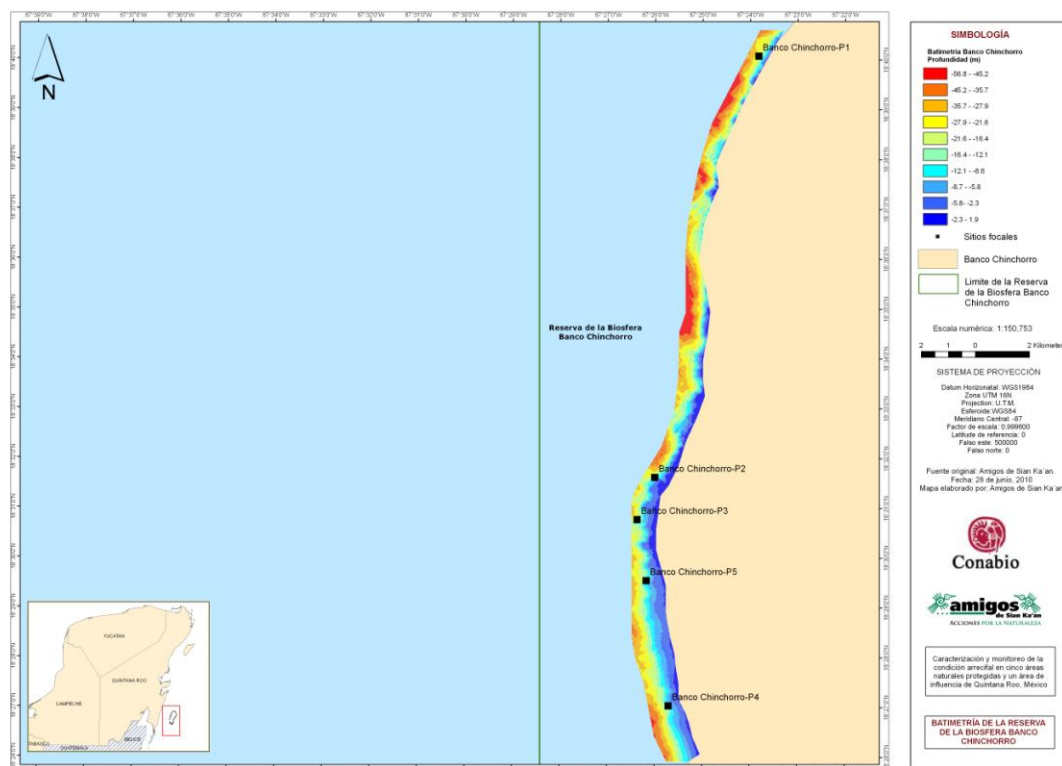 SIMBOLOGÍA
Batimetría Banco Chinchorro
Profundidad (m)
-56.8 - -45.2
-45.2 - -35.7
-35.7 - -27.9
-27.9 - -21.6
-21.6 - -16.4
-16.4 - -12.1
-12.1 - -8.6
-8.7 - -5.8
-5.8- -2.3
-2.3 - 1.9
Sitios focales
Banco Chinchorro
Limite de la Reserva
de la Biosfera Banco
Chinchorro
Escala numérica: 1:150,753
2 1 0 2 Kilometer
SISTEMA DE PROYECCIÓN
Datum Horizonatal: WGS1984
Zona UTM 16N
Projection: U.T.M.
Esferoide:WGS84
Meridiano Central: -87
Factor de escala: 0.999600
Latitude de referencia: 0
Falso este: 500000
Falso norte: 0
Fuente original: Amigos de Sian Ka´an.
Fecha: 28 de junio, 2010
Mapa elaborado por: Amigos de Sian Ka´an
Conabio
amigos
de Sian Ka'an
ACCIONES POR LA NATURALEZA
Caracterización y monitoreo de la
condición arrecifal en cinco áreas
naturales protegidas y un área de
influencia de Quintana Roo, México
BATIMETRÍA DE LA RESERVA
DE LA BIOSFERA BANCO
CHINCHORRO
N
Banco Chinchorro-P1
Reserva de la Biosfera
Banco Chinchorro
Banco Chinchorro-P2
Banco Chinchorro-P3
Banco Chinchorro-P5
Banco Chinchorro-P4
YUCATAN
QUINTANA ROO
CAMPECHE
TABASCO
GUATEMALA
BELICE